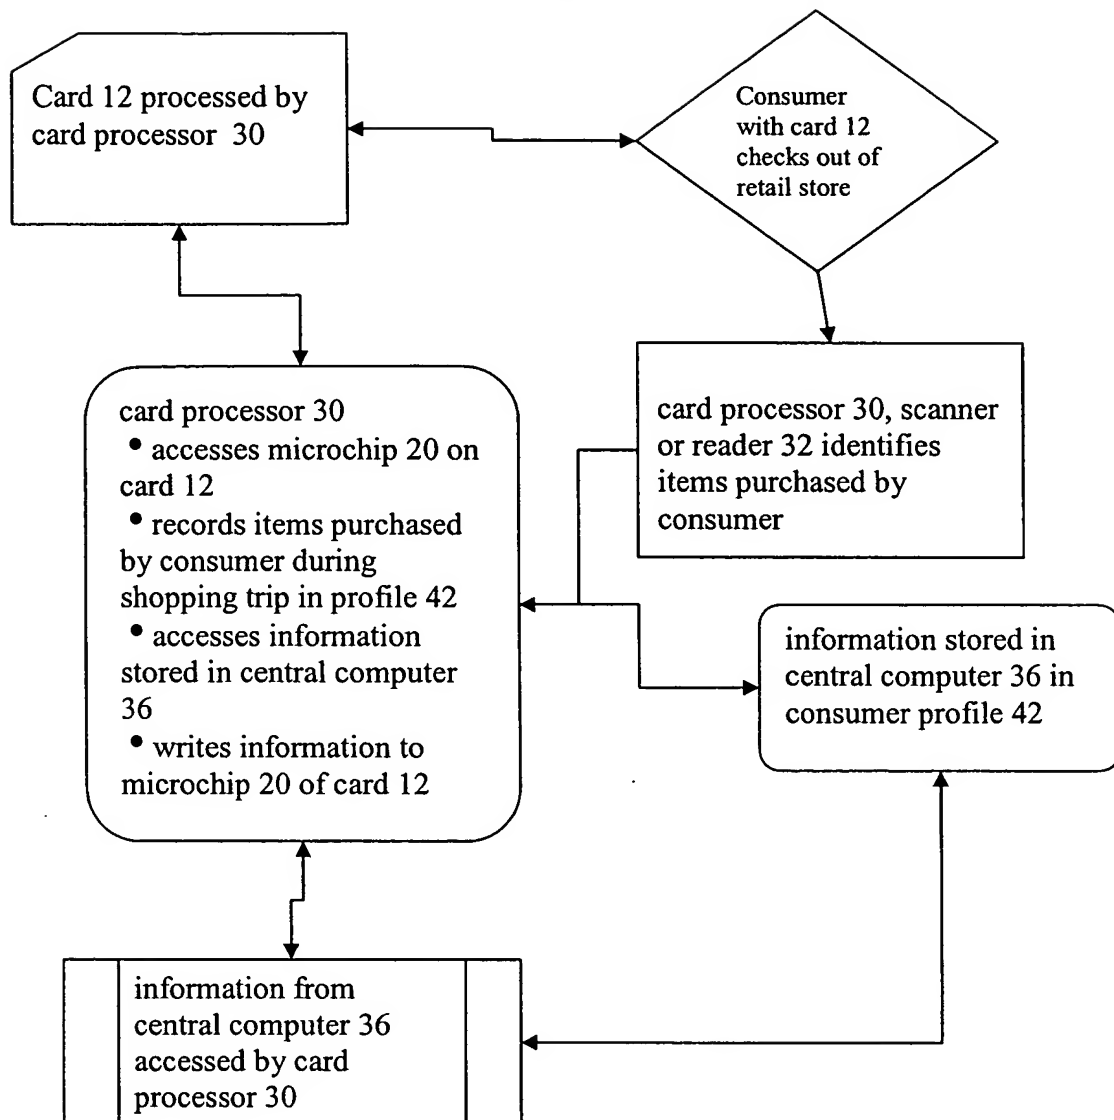 Card 12 processed by
card processor 30
Consumer
with card 12
checks out of
retail store
card processor 30
• accesses microchip 20 on
card 12
• records items purchased
by consumer during
shopping trip in profile 42
• accesses information
stored in central computer
36
• writes information to
microchip 20 of card 12
card processor 30, scanner
or reader 32 identifies
items purchased by
consumer
information stored in
central computer 36 in
consumer profile 42
information from
central computer 36
accessed by card
processor 30